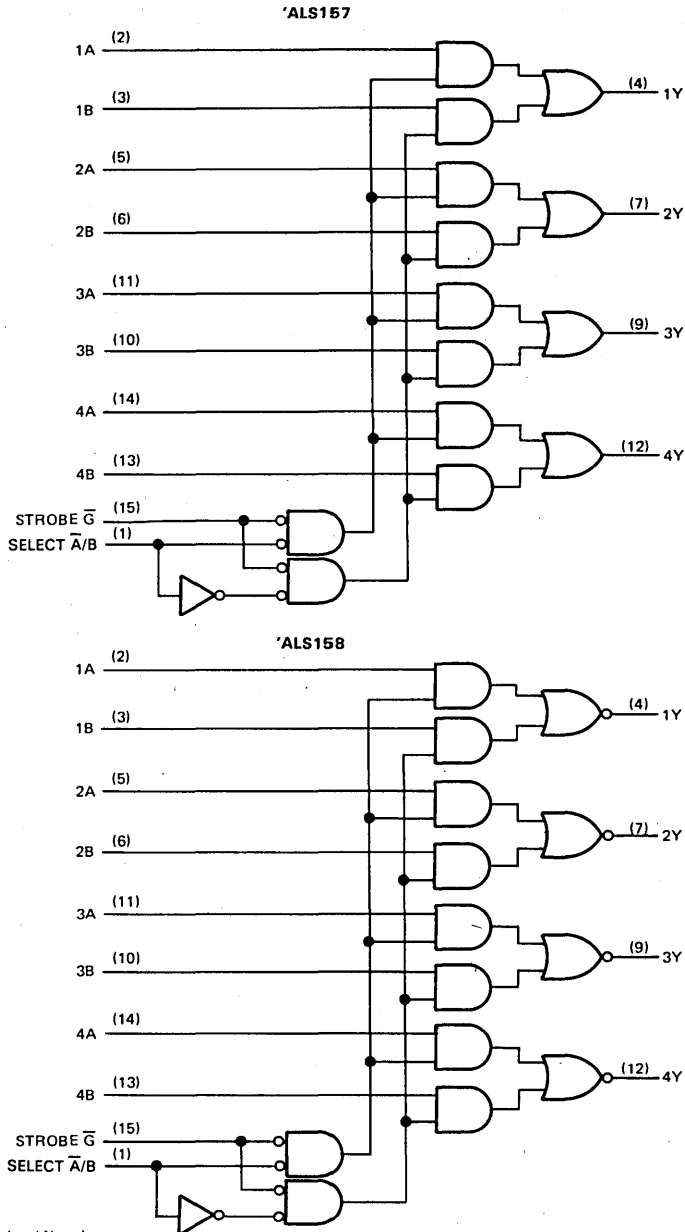 'ALS157
1A (2)
(4) 1Y
1B (3)
2A (5)
(7) 2Y
2B (6)
3A (11)
(9) 3Y
3B (10)
4A (14)
(12) 4Y
4B (13)
STROBE G̅ (15)
SELECT A̅/B (1)
'ALS158
1A (2)
(4) 1Y
1B (3)
2A (5)
(7) 2Y
2B (6)
3A (11)
(9) 3Y
3B (10)
4A (14)
(12) 4Y
4B (13)
STROBE G̅ (15)
SELECT A̅/B (1)